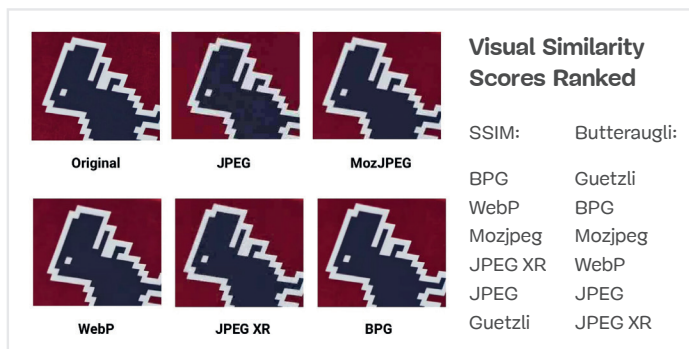 Original
JPEG
MozJPEG
WebP
JPEG XR
BPG
Visual Similarity
Scores Ranked
SSIM: Butteraugli:
BPG Guetzli
WebP BPG
Mozjpeg Mozjpeg
JPEG XR WebP
JPEG JPEG
Guetzli JPEG XR